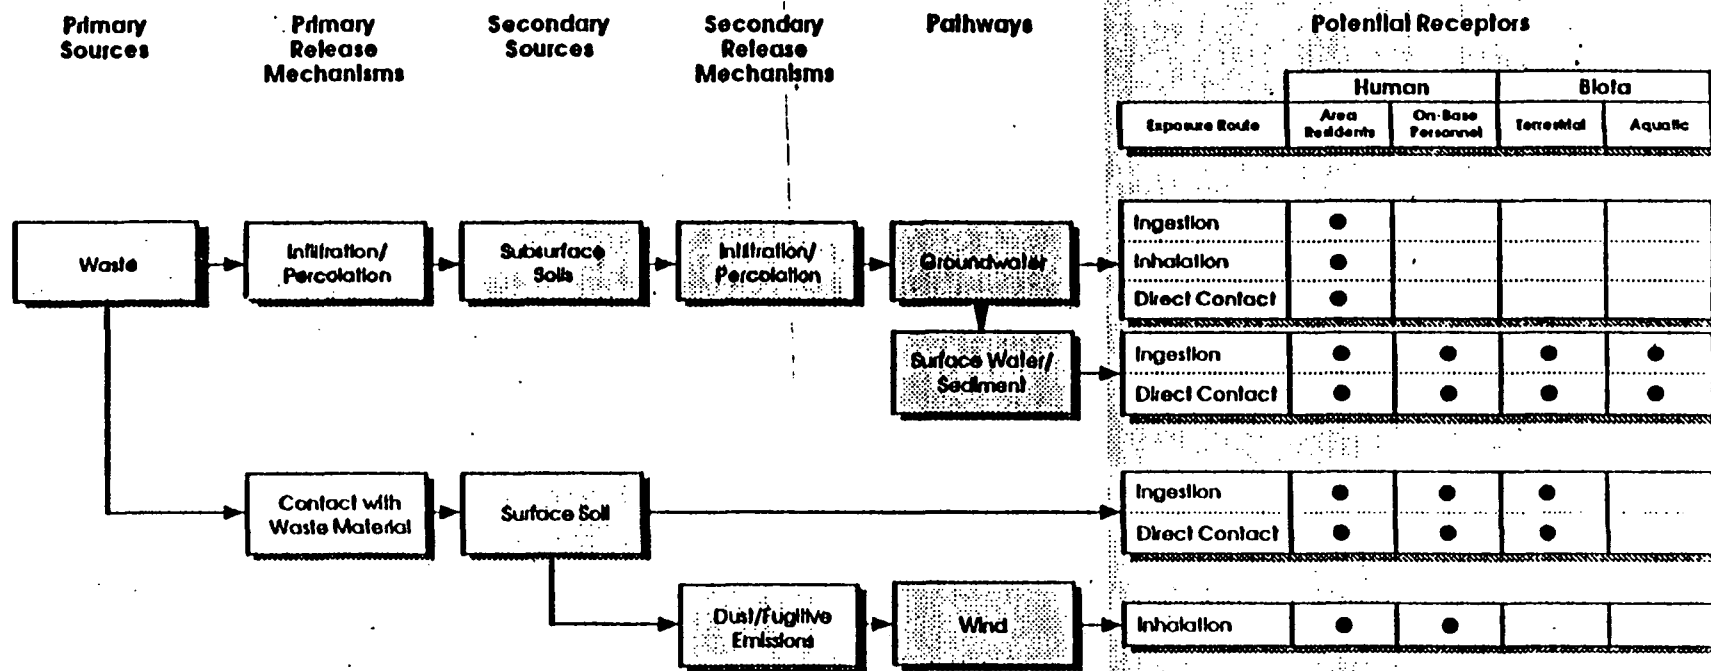 Primary
Sources
Primary
Release
Mechanisms
Secondary
Sources
Secondary
Release
Mechanisms
Pathways
Potential Receptors
Human
Biota
Exposure Route
Area
Residents
On-Base
Personnel
Terrestrial
Aquatic
Waste
Infiltration/
Percolation
Subsurface
Soils
Infiltration/
Percolation
Groundwater
Ingestion
Inhalation
Direct Contact
Surface Water/
Sediment
Ingestion
Direct Contact
Contact with
Waste Material
Surface Soil
Ingestion
Direct Contact
Dust/Fugitive
Emissions
Wind
Inhalation